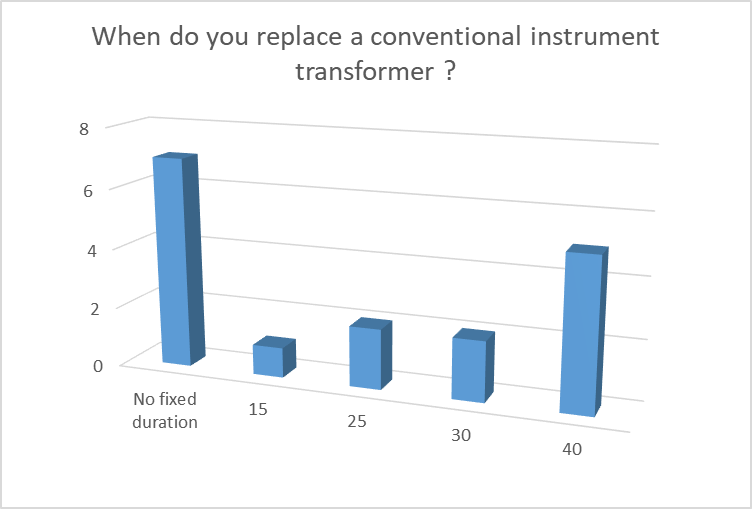 When do you replace a conventional instrument
transformer ?
8
6
4
2
0
No fixed
duration
15
25
30
40